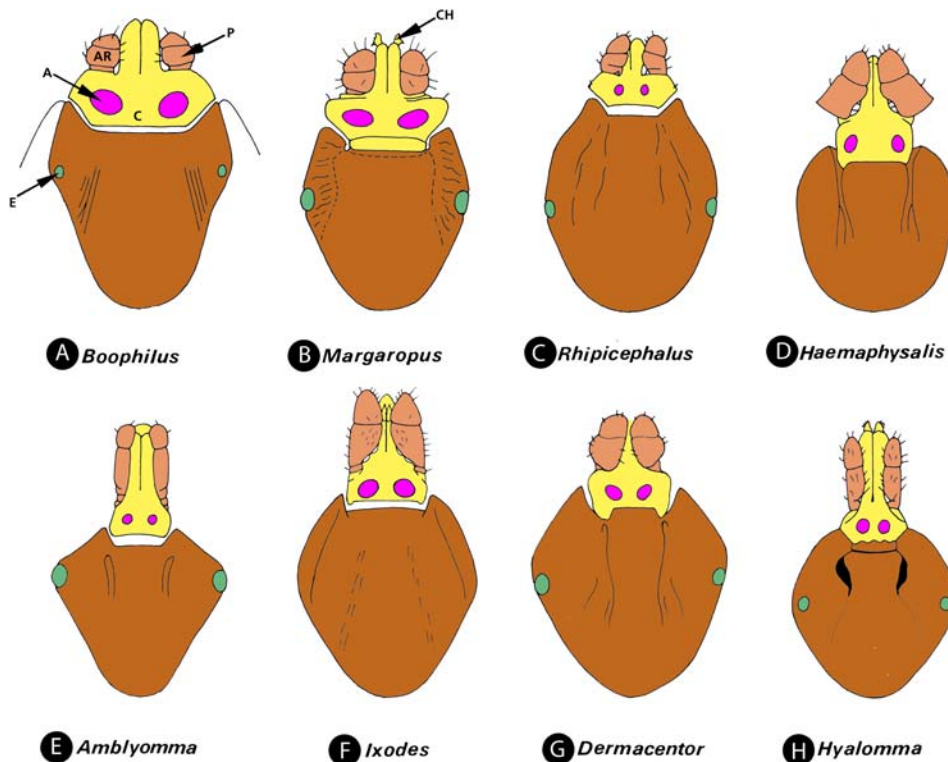 CH
AR
P
A
C
E
A Boophilus
B Margaropus
C Rhipicephalus
D Haemaphysalis
E Amblyomma
F Ixodes
G Dermacentor
H Hyalomma